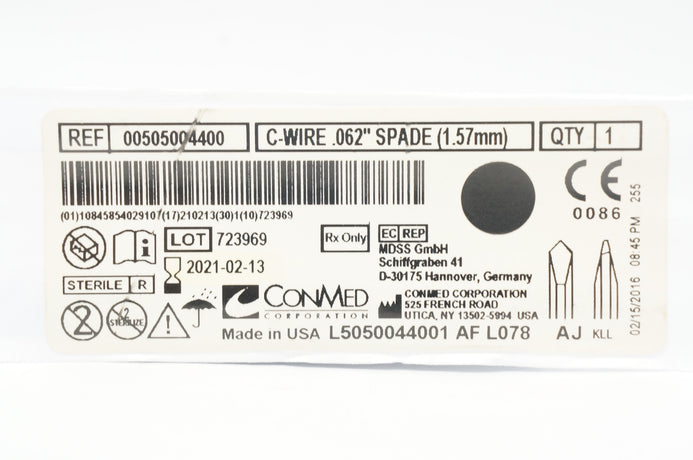 REF 00505004400 C-WIRE .062" SPADE (1.57mm) QTY 1
(01)10845854029107(17)210213(30)1(10)723969
0086
LOT 723969
Rx Only
EC REP
MDSS GmbH
Schiffgraben 41
D-30175 Hannover, Germany
2021-02-13
STERILE R
2
2
STERILIZE
CONMED
CORPORATION
CONMED CORPORATION
525 FRENCH ROAD
UTICA, NY 13502-5994 USA
Made in USA L5050044001 AF L078 AJ KLL
02/15/2016 08:45 PM 255